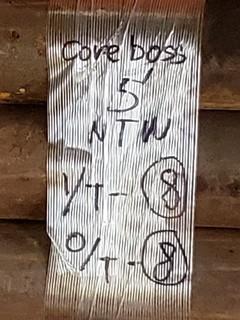 Core boss
5'
NTW
I/T - 8
O/T - 8